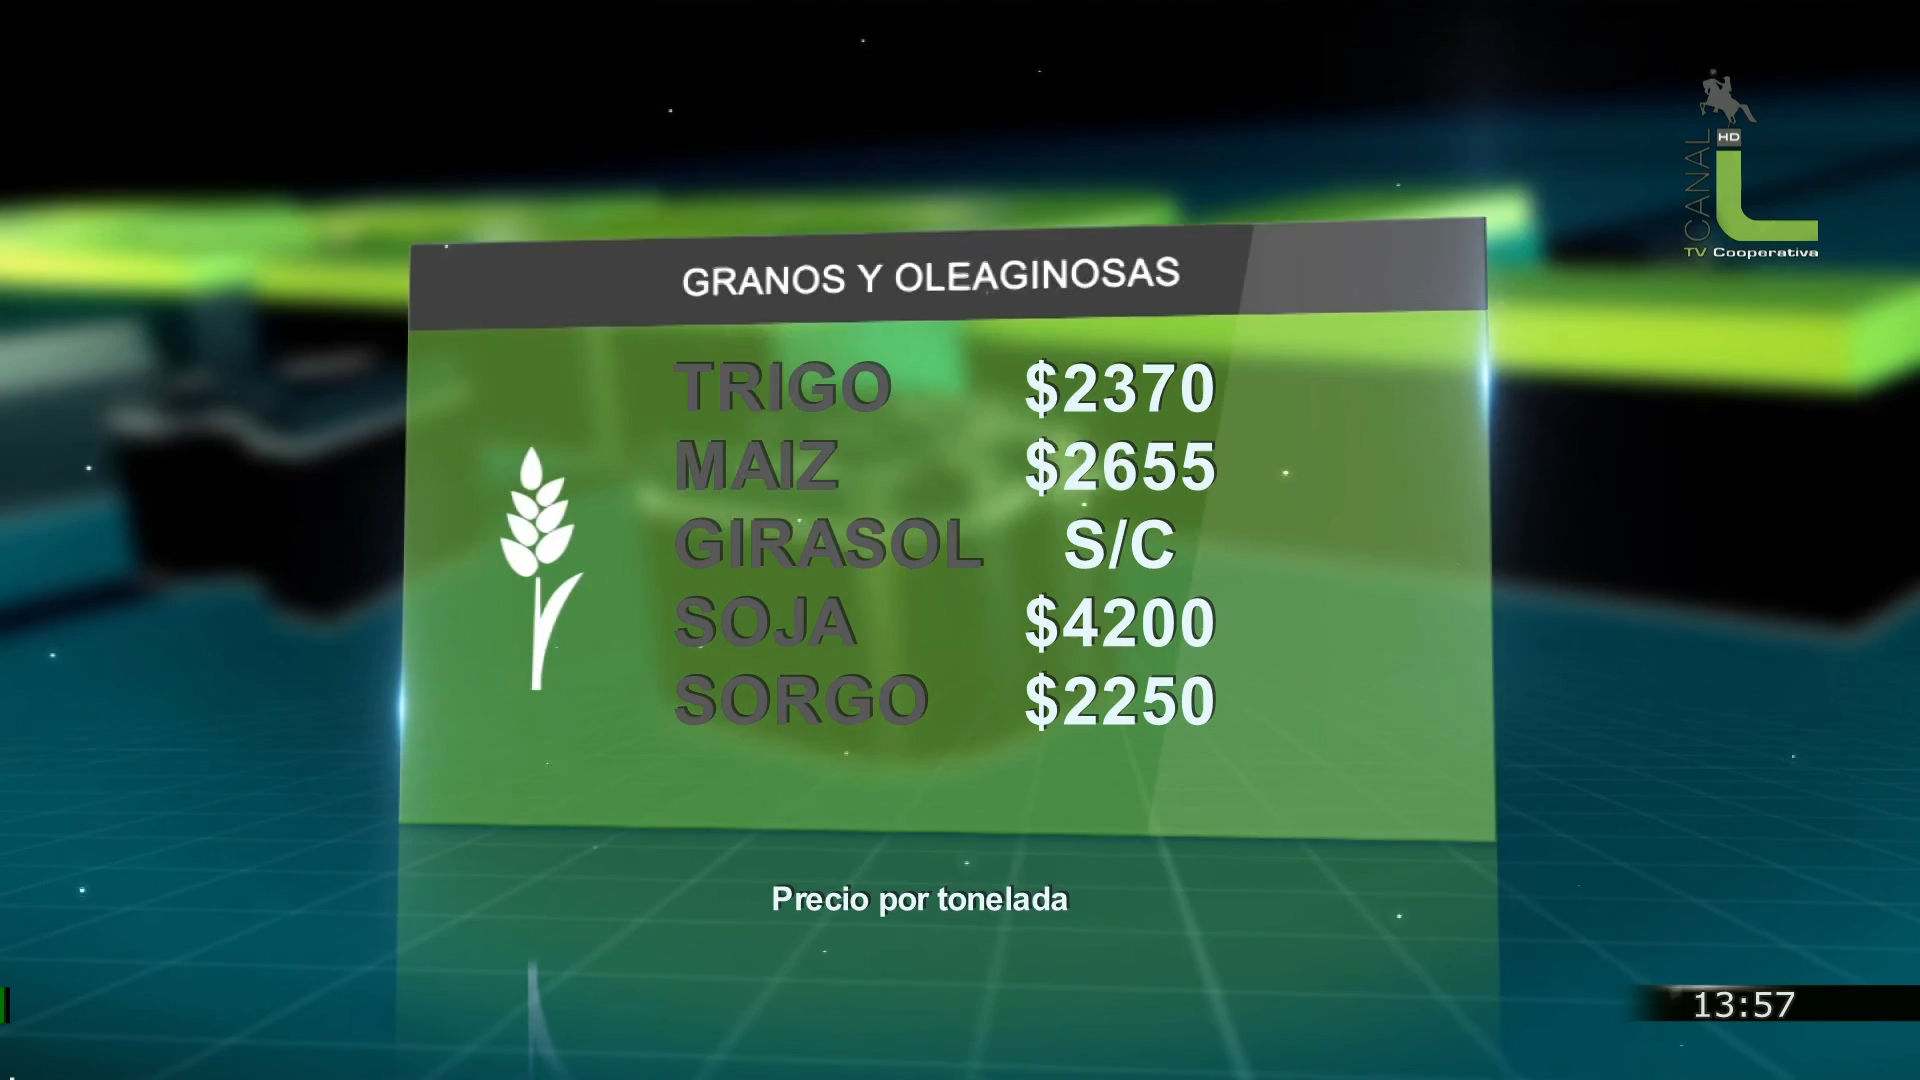 HD
CANAL L
TV Cooperativa
GRANOS Y OLEAGINOSAS
TRIGO $2370
MAIZ $2655
GIRASOL S/C
SOJA $4200
SORGO $2250
Precio por tonelada
13:57